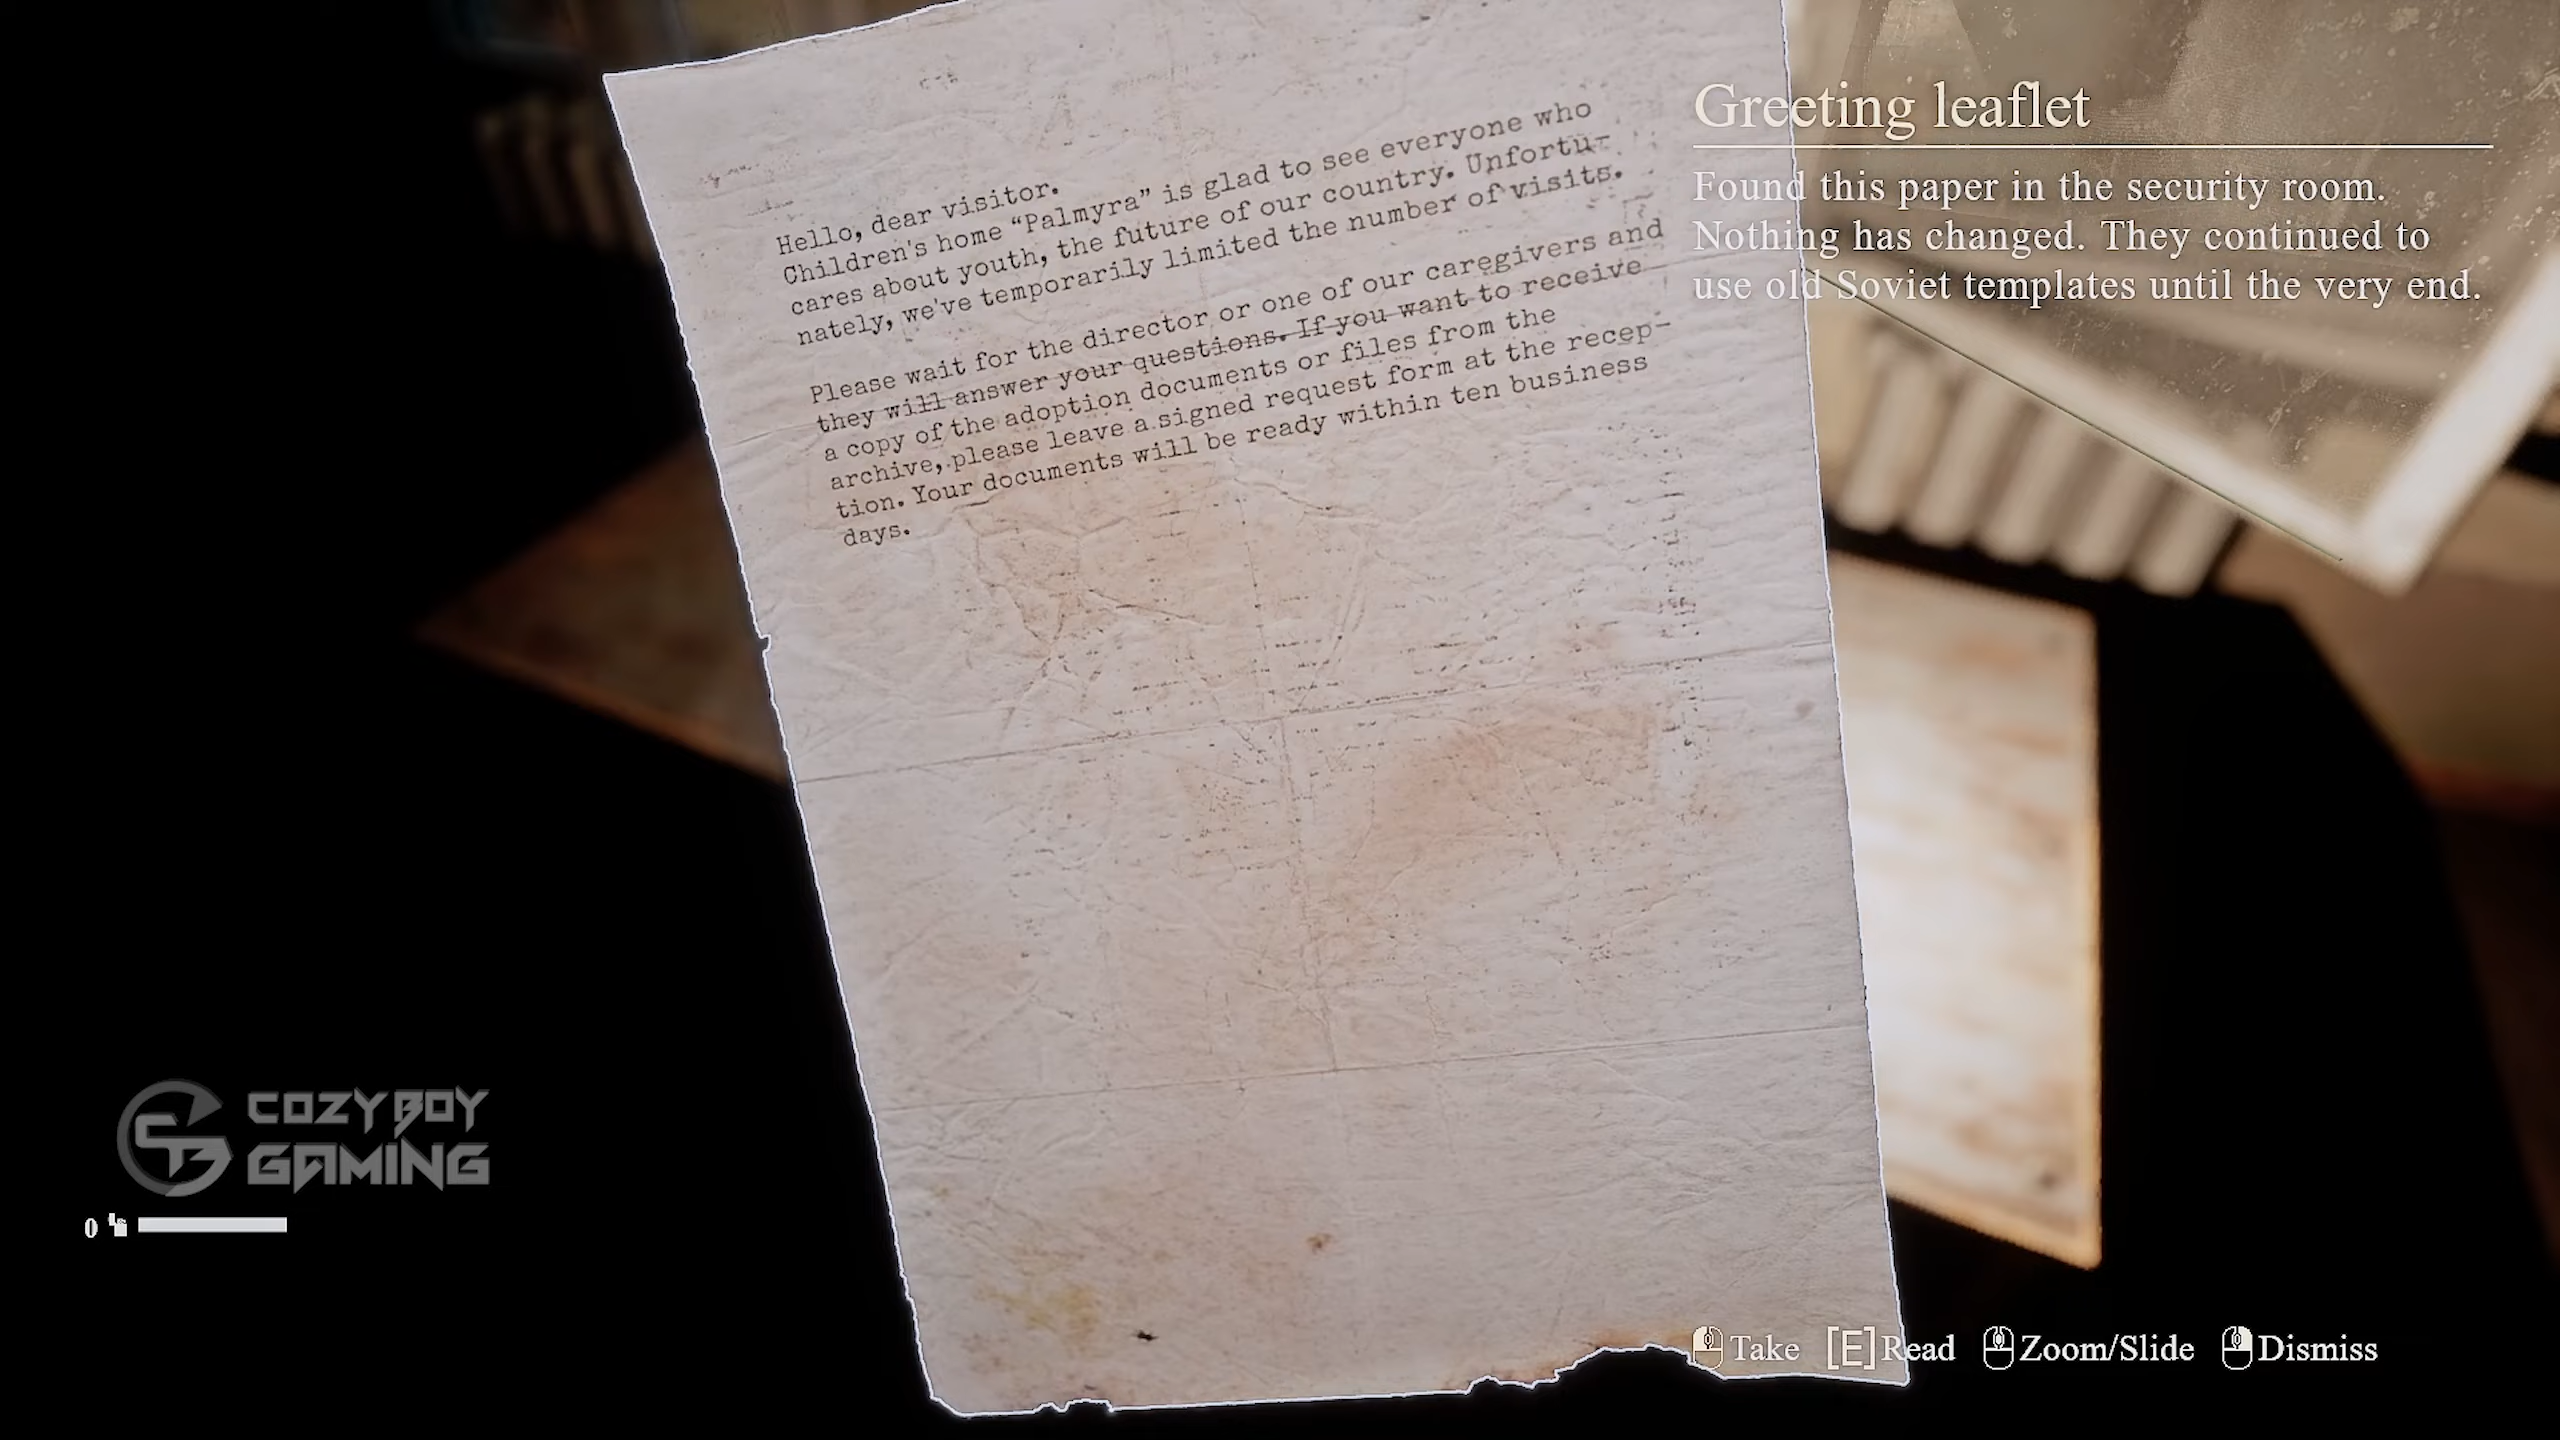 Hello, dear visitor.
Children's home “Palmyra” is glad to see everyone who
cares about youth, the future of our country. Unfortu-
nately, we've temporarily limited the number of visits.
Please wait for the director or one of our caregivers and
they will answer your questions. If you want to receive
a copy of the adoption documents or files from the
archive, please leave a signed request form at the recep-
tion. Your documents will be ready within ten business
days.
Greeting leaflet
Found this paper in the security room.
Nothing has changed. They continued to
use old Soviet templates until the very end.
COZY BOY
GAMING
0
Take [E]Read Zoom/Slide Dismiss